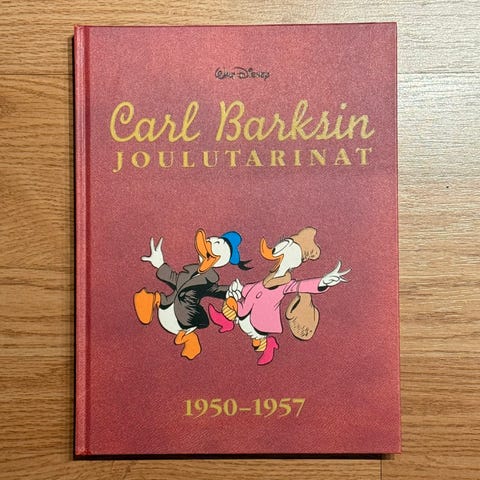 Walt Disney
Carl Barksin
JOULUTARINAT
1950–1957